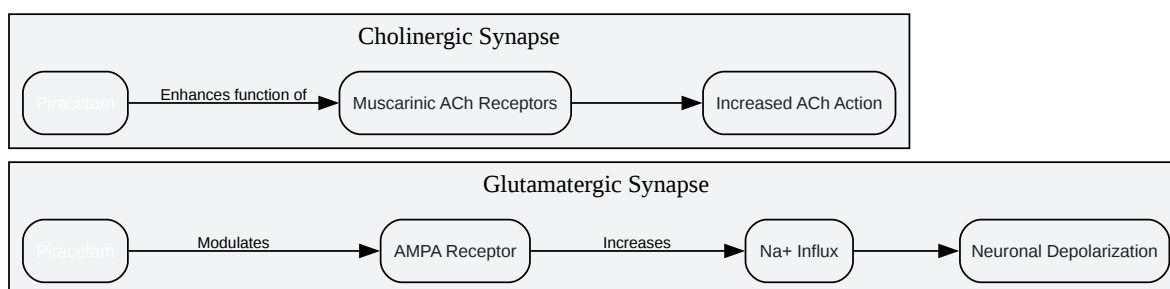 Cholinergic Synapse
Piracetam
Enhances function of
Muscarinic ACh Receptors
Increased ACh Action
Glutamatergic Synapse
Piracetam
Modulates
AMPA Receptor
Increases
Na+ Influx
Neuronal Depolarization